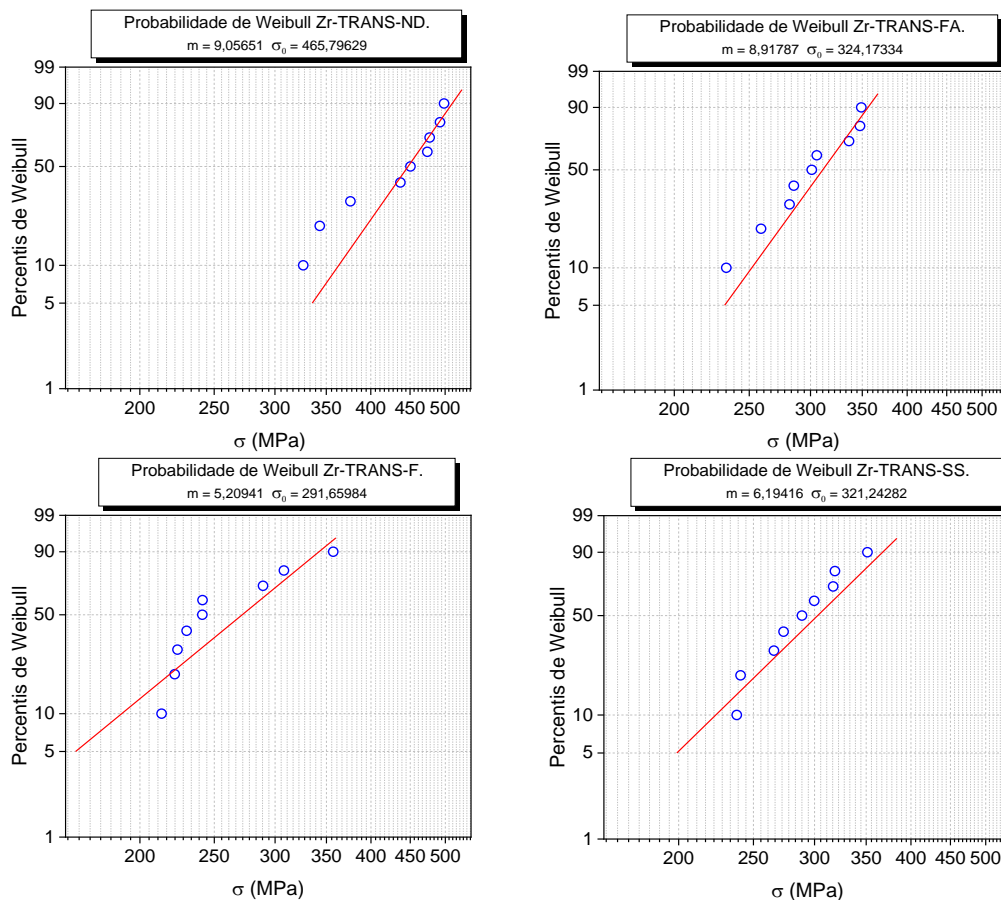 Probabilidade de Weibull Zr-TRANS-ND.
m = 9,05651 σ₀ = 465,79629
99
90
50
10
5
1
Percentis de Weibull
200 250 300 350 400 450 500
σ (MPa)
Probabilidade de Weibull Zr-TRANS-FA.
m = 8,91787 σ₀ = 324,17334
99
90
50
10
5
1
Percentis de Weibull
200 250 300 350 400 450 500
σ (MPa)
Probabilidade de Weibull Zr-TRANS-F.
m = 5,20941 σ₀ = 291,65984
99
90
50
10
5
1
Percentis de Weibull
200 250 300 350 400 450 500
σ (MPa)
Probabilidade de Weibull Zr-TRANS-SS.
m = 6,19416 σ₀ = 321,24282
99
90
50
10
5
1
Percentis de Weibull
200 250 300 350 400 450 500
σ (MPa)